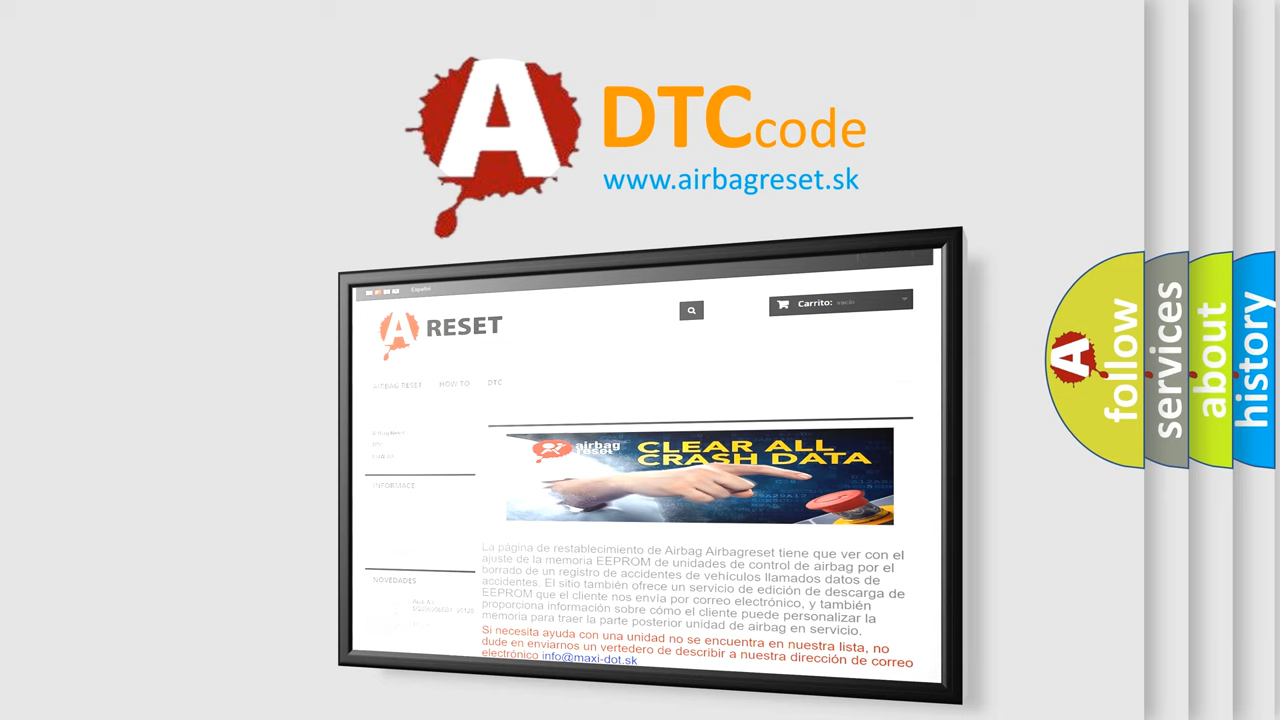 A
DTCcode
www.airbagreset.sk
Español
Carrito: vacío
A RESET
AIRBAG RESET HOW TO DTC
airbag
reset
CLEAR ALL
CRASH DATA
INFORMACE
La página de restablecimiento de Airbag Airbagreset tiene que ver con el
ajuste de la memoria EEPROM de unidades de control de airbag por el
borrado de un registro de accidentes de vehículos llamados datos de
accidentes. El sitio también ofrece un servicio de edición de descarga de
EEPROM que el cliente nos envía por correo electrónico, y también
proporciona información sobre cómo el cliente puede personalizar la
memoria para traer la parte posterior unidad de airbag en servicio.
NOVEDADES
Si necesita ayuda con una unidad no se encuentra en nuestra lista, no
dude en enviarnos un vertedero de describir a nuestra dirección de correo
electrónico info@maxi-dot.sk
A
follow
services
about
history